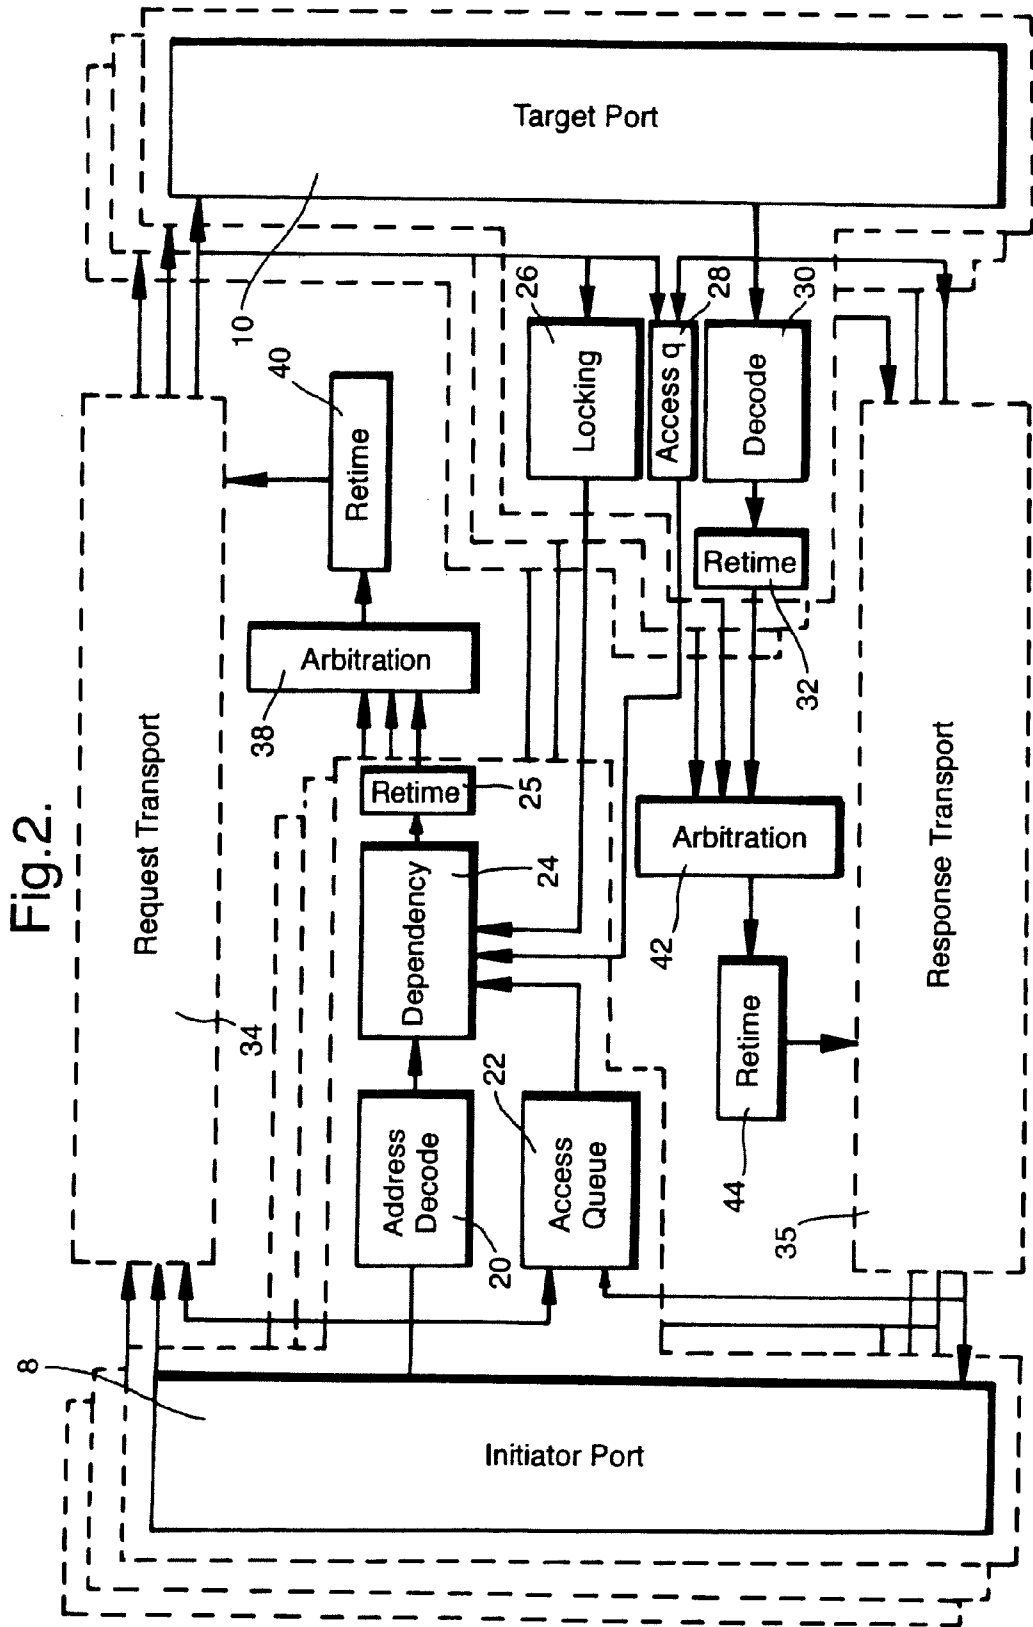 Fig.2.
Request Transport
34
Target Port
10
Retime
40
Arbitration
38
Retime
25
Dependency
24
Address
Decode
20
Access
Queue
22
Locking
26
Access q
28
Decode
30
Retime
32
Arbitration
42
Retime
44
Response Transport
35
Initiator Port
8